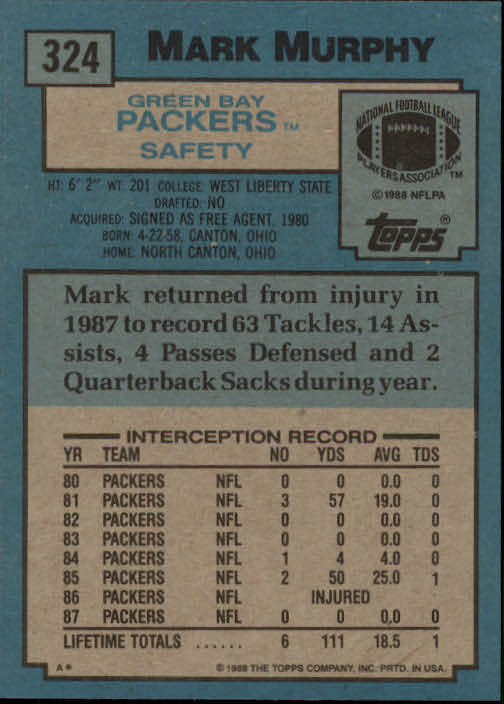 324
MARK MURPHY
GREEN BAY
PACKERS™
SAFETY
NATIONAL FOOTBALL LEAGUE
PLAYERS ASSOCIATION™
©1988 NFLPA
Topps®
HT: 6' 2" WT: 201 COLLEGE: WEST LIBERTY STATE
DRAFTED: NO
ACQUIRED: SIGNED AS FREE AGENT, 1980
BORN: 4-22-58, CANTON, OHIO
HOME: NORTH CANTON, OHIO
Mark returned from injury in
1987 to record 63 Tackles, 14 As-
sists, 4 Passes Defensed and 2
Quarterback Sacks during year.
INTERCEPTION RECORD
YR TEAM NO YDS AVG TDS
80 PACKERS NFL 0 0 0.0 0
81 PACKERS NFL 3 57 19.0 0
82 PACKERS NFL 0 0 0.0 0
83 PACKERS NFL 0 0 0.0 0
84 PACKERS NFL 1 4 4.0 0
85 PACKERS NFL 2 50 25.0 1
86 PACKERS NFL INJURED
87 PACKERS NFL 0 0 0.0 0
LIFETIME TOTALS ...... 6 111 18.5 1
A* ©1988 THE TOPPS COMPANY, INC. PRTD. IN USA.